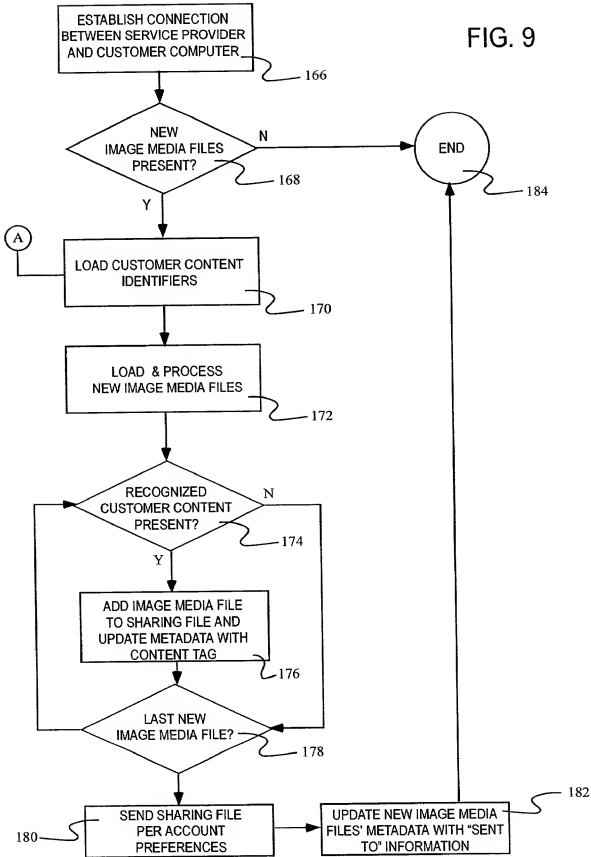 FIG. 9
ESTABLISH CONNECTION
BETWEEN SERVICE PROVIDER
AND CUSTOMER COMPUTER
166
NEW
IMAGE MEDIA FILES
PRESENT?
N
168
END
184
Y
A
LOAD CUSTOMER CONTENT
IDENTIFIERS
170
LOAD & PROCESS
NEW IMAGE MEDIA FILES
172
RECOGNIZED
CUSTOMER CONTENT
PRESENT?
N
174
Y
ADD IMAGE MEDIA FILE
TO SHARING FILE AND
UPDATE METADATA WITH
CONTENT TAG
176
LAST NEW
IMAGE MEDIA FILE?
178
180
SEND SHARING FILE
PER ACCOUNT
PREFERENCES
182
UPDATE NEW IMAGE MEDIA
FILES' METADATA WITH "SENT
TO" INFORMATION